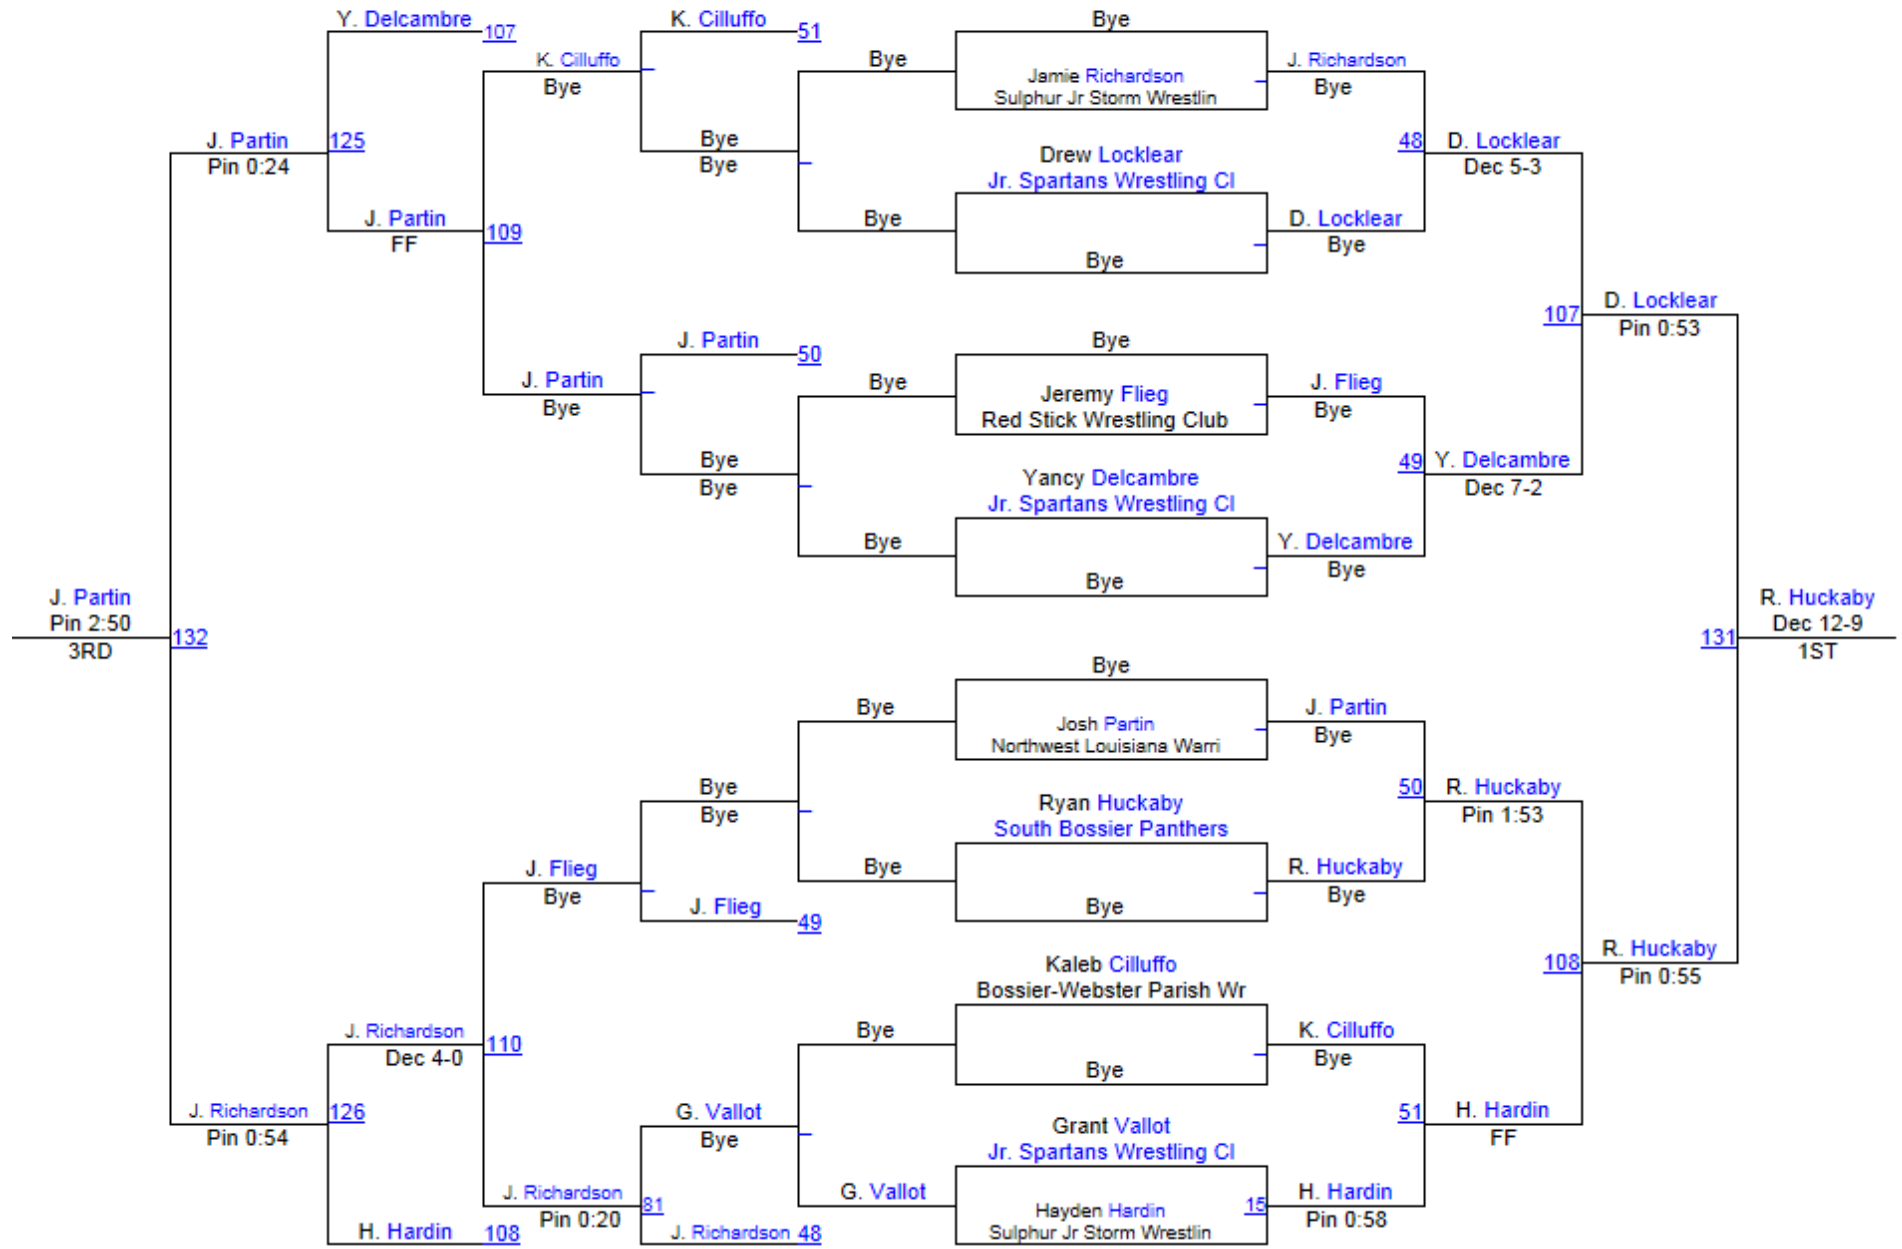 Y. Delcambre
107
K. Cilluffo
51
Bye
K. Cilluffo
Bye
Bye
Jamie Richardson
Sulphur Jr Storm Wrestlin
J. Richardson
Bye
J. Partin
125
Pin 0:24
Bye
Bye
Drew Locklear
Jr. Spartans Wrestling Cl
48
D. Locklear
Dec 5-3
J. Partin
FF
109
Bye
D. Locklear
Bye
Bye
107
D. Locklear
Pin 0:53
J. Partin
50
Bye
J. Partin
Bye
Bye
Jeremy Flieg
Red Stick Wrestling Club
J. Flieg
Bye
Bye
Bye
Yancy Delcambre
Jr. Spartans Wrestling Cl
49
Y. Delcambre
Dec 7-2
Bye
Y. Delcambre
Bye
Bye
J. Partin
Pin 2:50
3RD
132
131
R. Huckaby
Dec 12-9
1ST
Bye
Bye
Josh Partin
Northwest Louisiana Warri
J. Partin
Bye
Bye
Bye
Ryan Huckaby
South Bossier Panthers
50
R. Huckaby
Pin 1:53
J. Flieg
Bye
Bye
R. Huckaby
Bye
J. Flieg
49
Bye
108
R. Huckaby
Pin 0:55
Kaleb Cilluffo
Bossier-Webster Parish Wr
J. Richardson
Dec 4-0
110
Bye
K. Cilluffo
Bye
Bye
J. Richardson
Pin 0:54
126
G. Vallot
Bye
Grant Vallot
Jr. Spartans Wrestling Cl
51
H. Hardin
FF
J. Richardson
Pin 0:20
81
G. Vallot
Hayden Hardin
Sulphur Jr Storm Wrestlin
15
H. Hardin
Pin 0:58
H. Hardin
108
J. Richardson
48